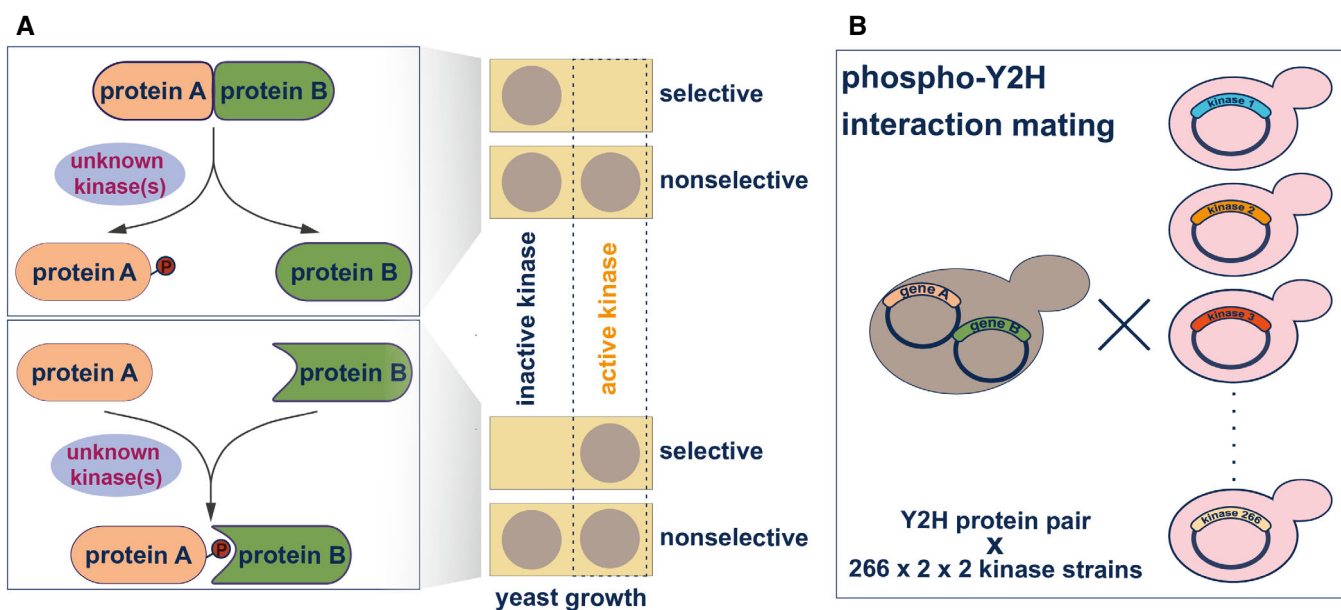 A
protein A
protein B
unknown
kinase(s)
protein A
P
protein B
protein A
protein B
unknown
kinase(s)
protein A
P
protein B
selective
nonselective
inactive kinase
active kinase
selective
nonselective
yeast growth
B
phospho-Y2H
interaction mating
gene A
gene B
kinase 1
kinase 2
kinase 3
kinase 266
Y2H protein pair
x
266 x 2 x 2 kinase strains